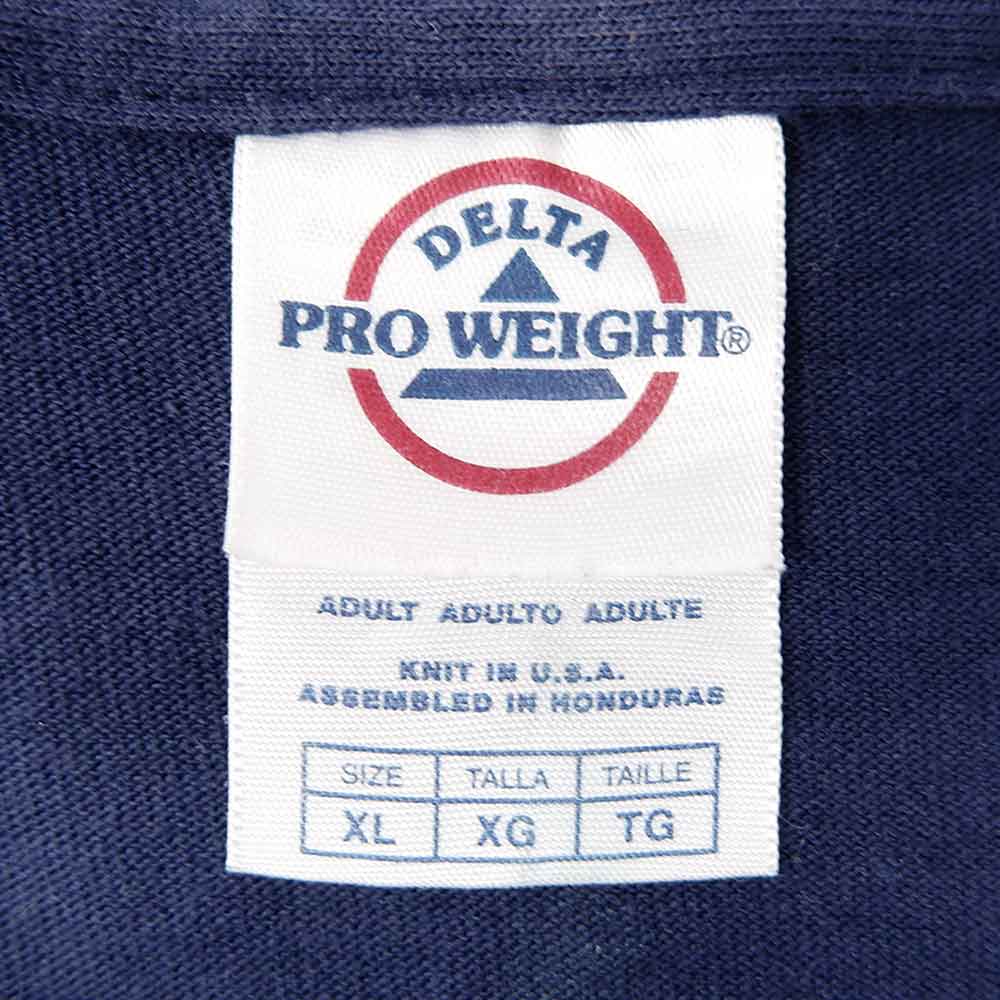 DELTA
PRO WEIGHT®
ADULT ADULTO ADULTE
KNIT IN U.S.A.
ASSEMBLED IN HONDURAS
SIZE TALLA TAILLE
XL XG TG